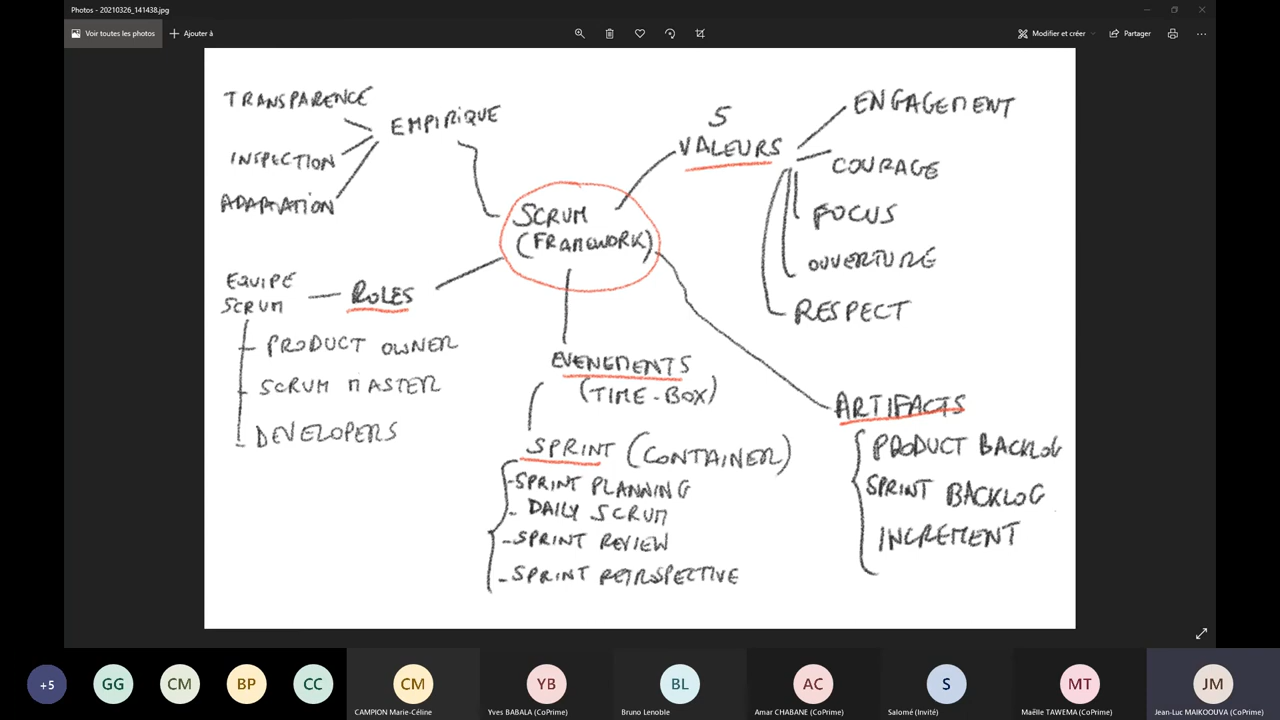 Photos - 20210326_141438.jpg
Voir toutes les photos
Ajouter à
Modifier et créer
Partager
TRANSPARENCE
INSPECTION
ADAPTATION
EMPIRIQUE
5
VALEURS
ENGAGEMENT
COURAGE
FOCUS
OUVERTURE
RESPECT
SCRUM
(FRAMEWORK)
EQUIPE
SCRUM
ROLES
PRODUCT OWNER
SCRUM MASTER
DEVELOPERS
EVENEMENTS
(TIME-BOX)
SPRINT (CONTAINER)
- SPRINT PLANNING
- DAILY SCRUM
- SPRINT REVIEW
- SPRINT RETROSPECTIVE
ARTIFACTS
PRODUCT BACKLOG
SPRINT BACKLOG
INCREMENT
+5
GG
CM
BP
CC
CM
CAMPION Marie-Céline
YB
Yves BABALA (CoPrime)
BL
Bruno Lenoble
AC
Amar CHABANE (CoPrime)
S
Salomé (Invité)
MT
Maëlle TAWEMA (CoPrime)
JM
Jean-Luc MAIKOOUVA (CoPrime)